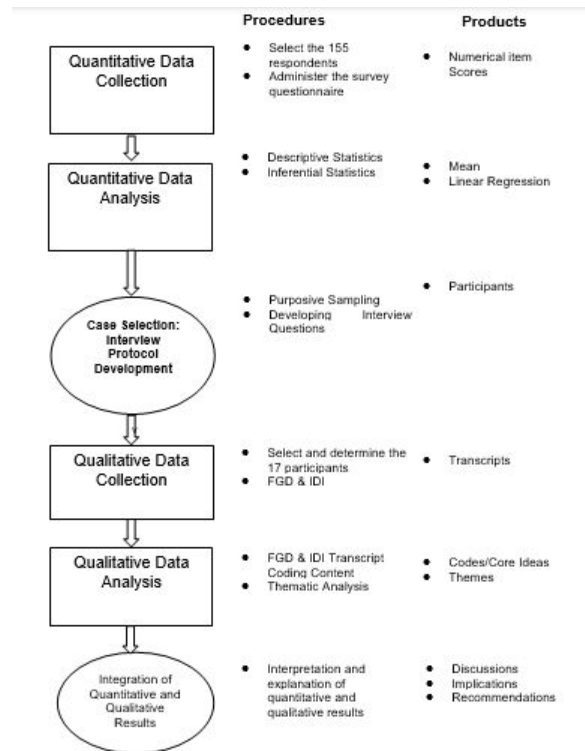 Procedures
Products
Quantitative Data
Collection
● Select the 155
respondents
● Administer the survey
questionnaire
● Numerical item
Scores
Quantitative Data
Analysis
● Descriptive Statistics
● Inferential Statistics
● Mean
● Linear Regression
Case Selection:
Interview
Protocol
Development
● Purposive Sampling
● Developing Interview
Questions
● Participants
Qualitative Data
Collection
● Select and determine the
17 participants
● FGD & IDI
● Transcripts
Qualitative Data
Analysis
● FGD & IDI Transcript
Coding Content
● Thematic Analysis
● Codes/Core Ideas
● Themes
Integration of
Quantitative and
Qualitative
Results
● Interpretation and
explanation of
quantitative and
qualitative results
● Discussions
● Implications
● Recommendations